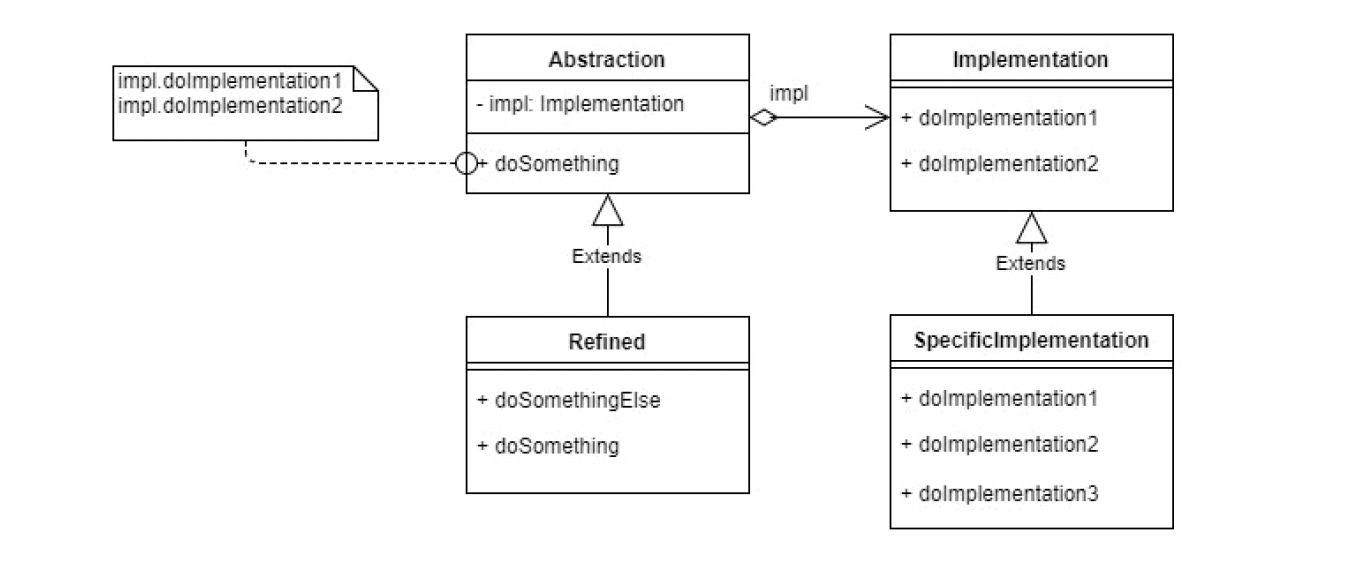 impl.doImplementation1
impl.doImplementation2
Abstraction
- impl: Implementation
+ doSomething
impl
Implementation
+ doImplementation1
+ doImplementation2
Extends
Extends
Refined
+ doSomethingElse
+ doSomething
SpecificImplementation
+ doImplementation1
+ doImplementation2
+ doImplementation3